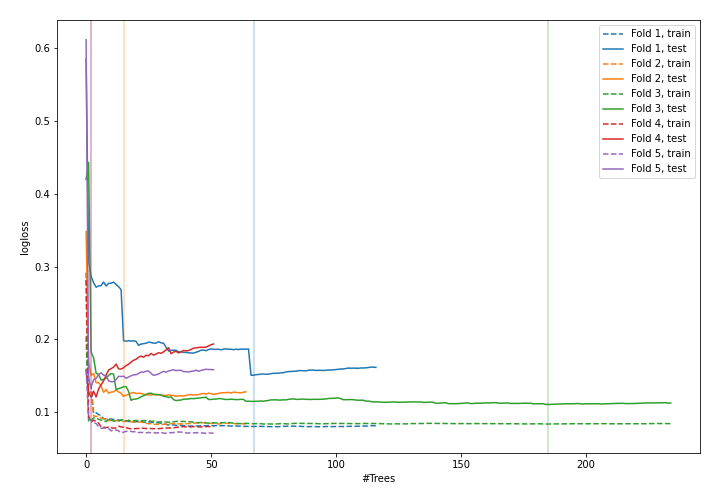 0.6
0.5
0.4
0.3
0.2
0.1
logloss
0
50
100
150
200
#Trees
Fold 1, train
Fold 1, test
Fold 2, train
Fold 2, test
Fold 3, train
Fold 3, test
Fold 4, train
Fold 4, test
Fold 5, train
Fold 5, test